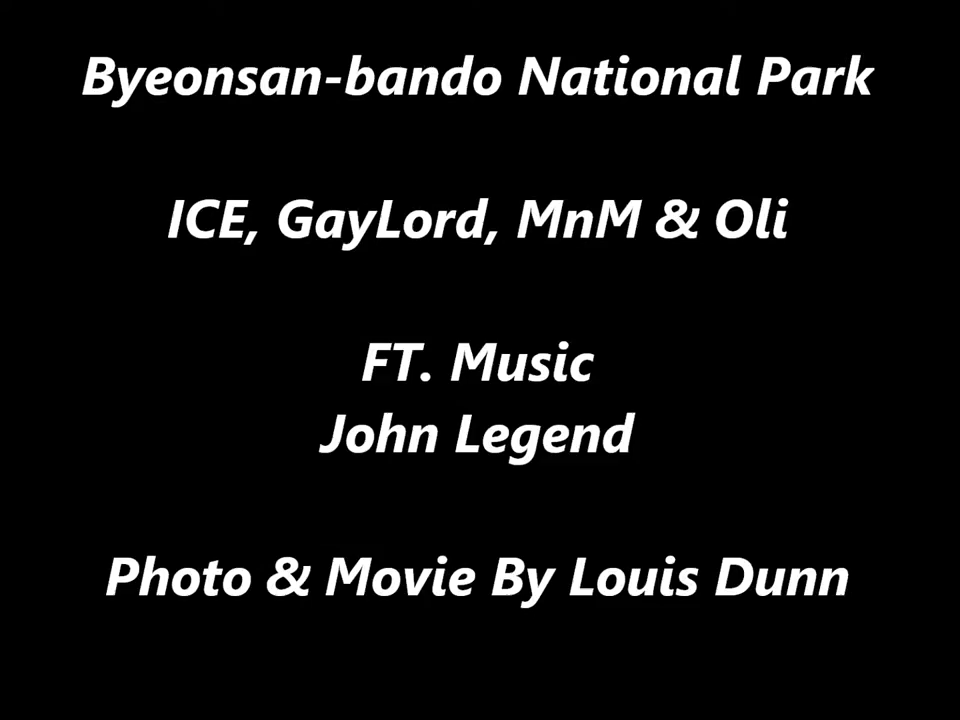 Byeonsan-bando National Park
ICE, GayLord, MnM & Oli
FT. Music
John Legend
Photo & Movie By Louis Dunn